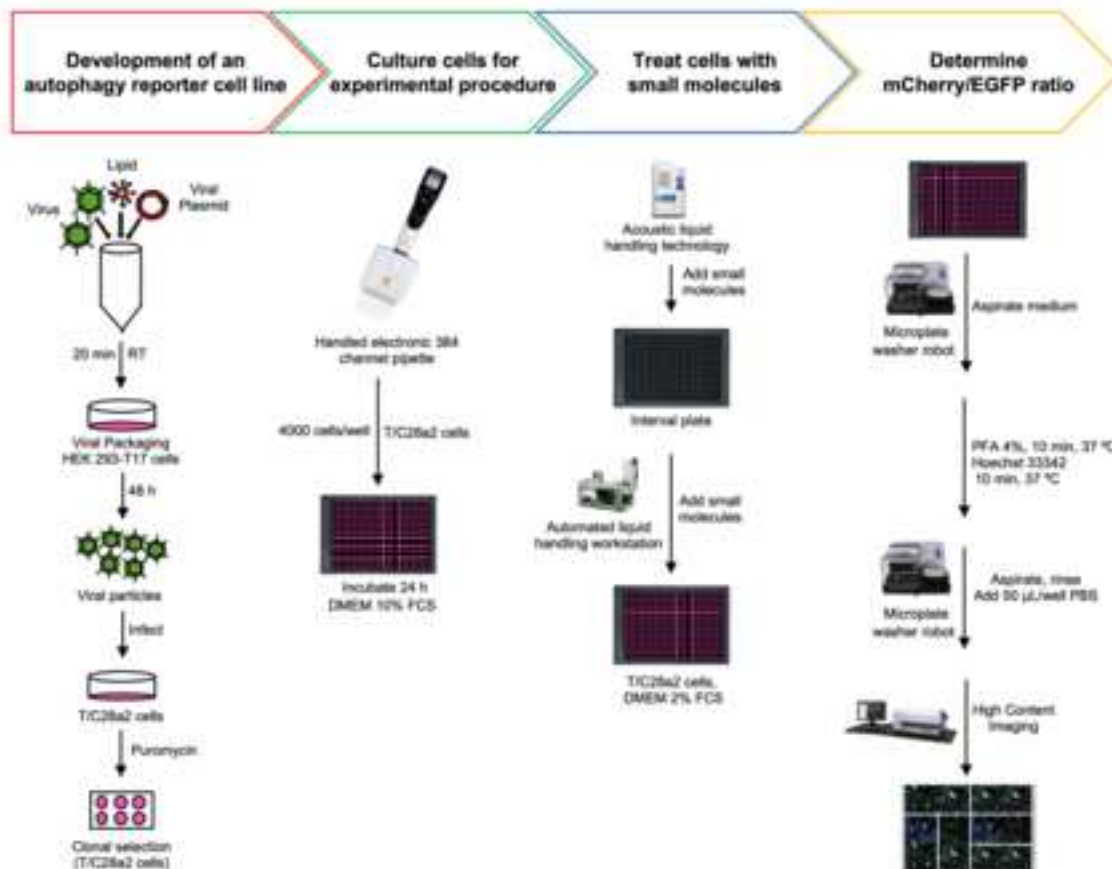 Development of an
autophagy reporter cell line
Culture cells for
experimental procedure
Treat cells with
small molecules
Determine
mCherry/EGFP ratio
Lipid
Virus
Viral
Plasmid
20 min RT
Viral Packaging
HEK 293-T17 cells
48 h
Viral particles
Infect
T/C28a2 cells
Puromycin
Clonal selection
(T/C28a2 cells)
Handled electronic 384
channel pipette
4000 cells/well T/C28a2 cells
Incubate 24 h
DMEM 10% FCS
Acoustic liquid
handling technology
Add small
molecules
Interval plate
Automated liquid
handling workstation
Add small
molecules
T/C28a2 cells,
DMEM 2% FCS
Aspirate medium
Microplate
washer robot
PFA 4%, 10 min, 37 ºC
Hoechst 33342
10 min, 37 ºC
Aspirate, rinse
Add 50 µL/well PBS
Microplate
washer robot
High Content
Imaging